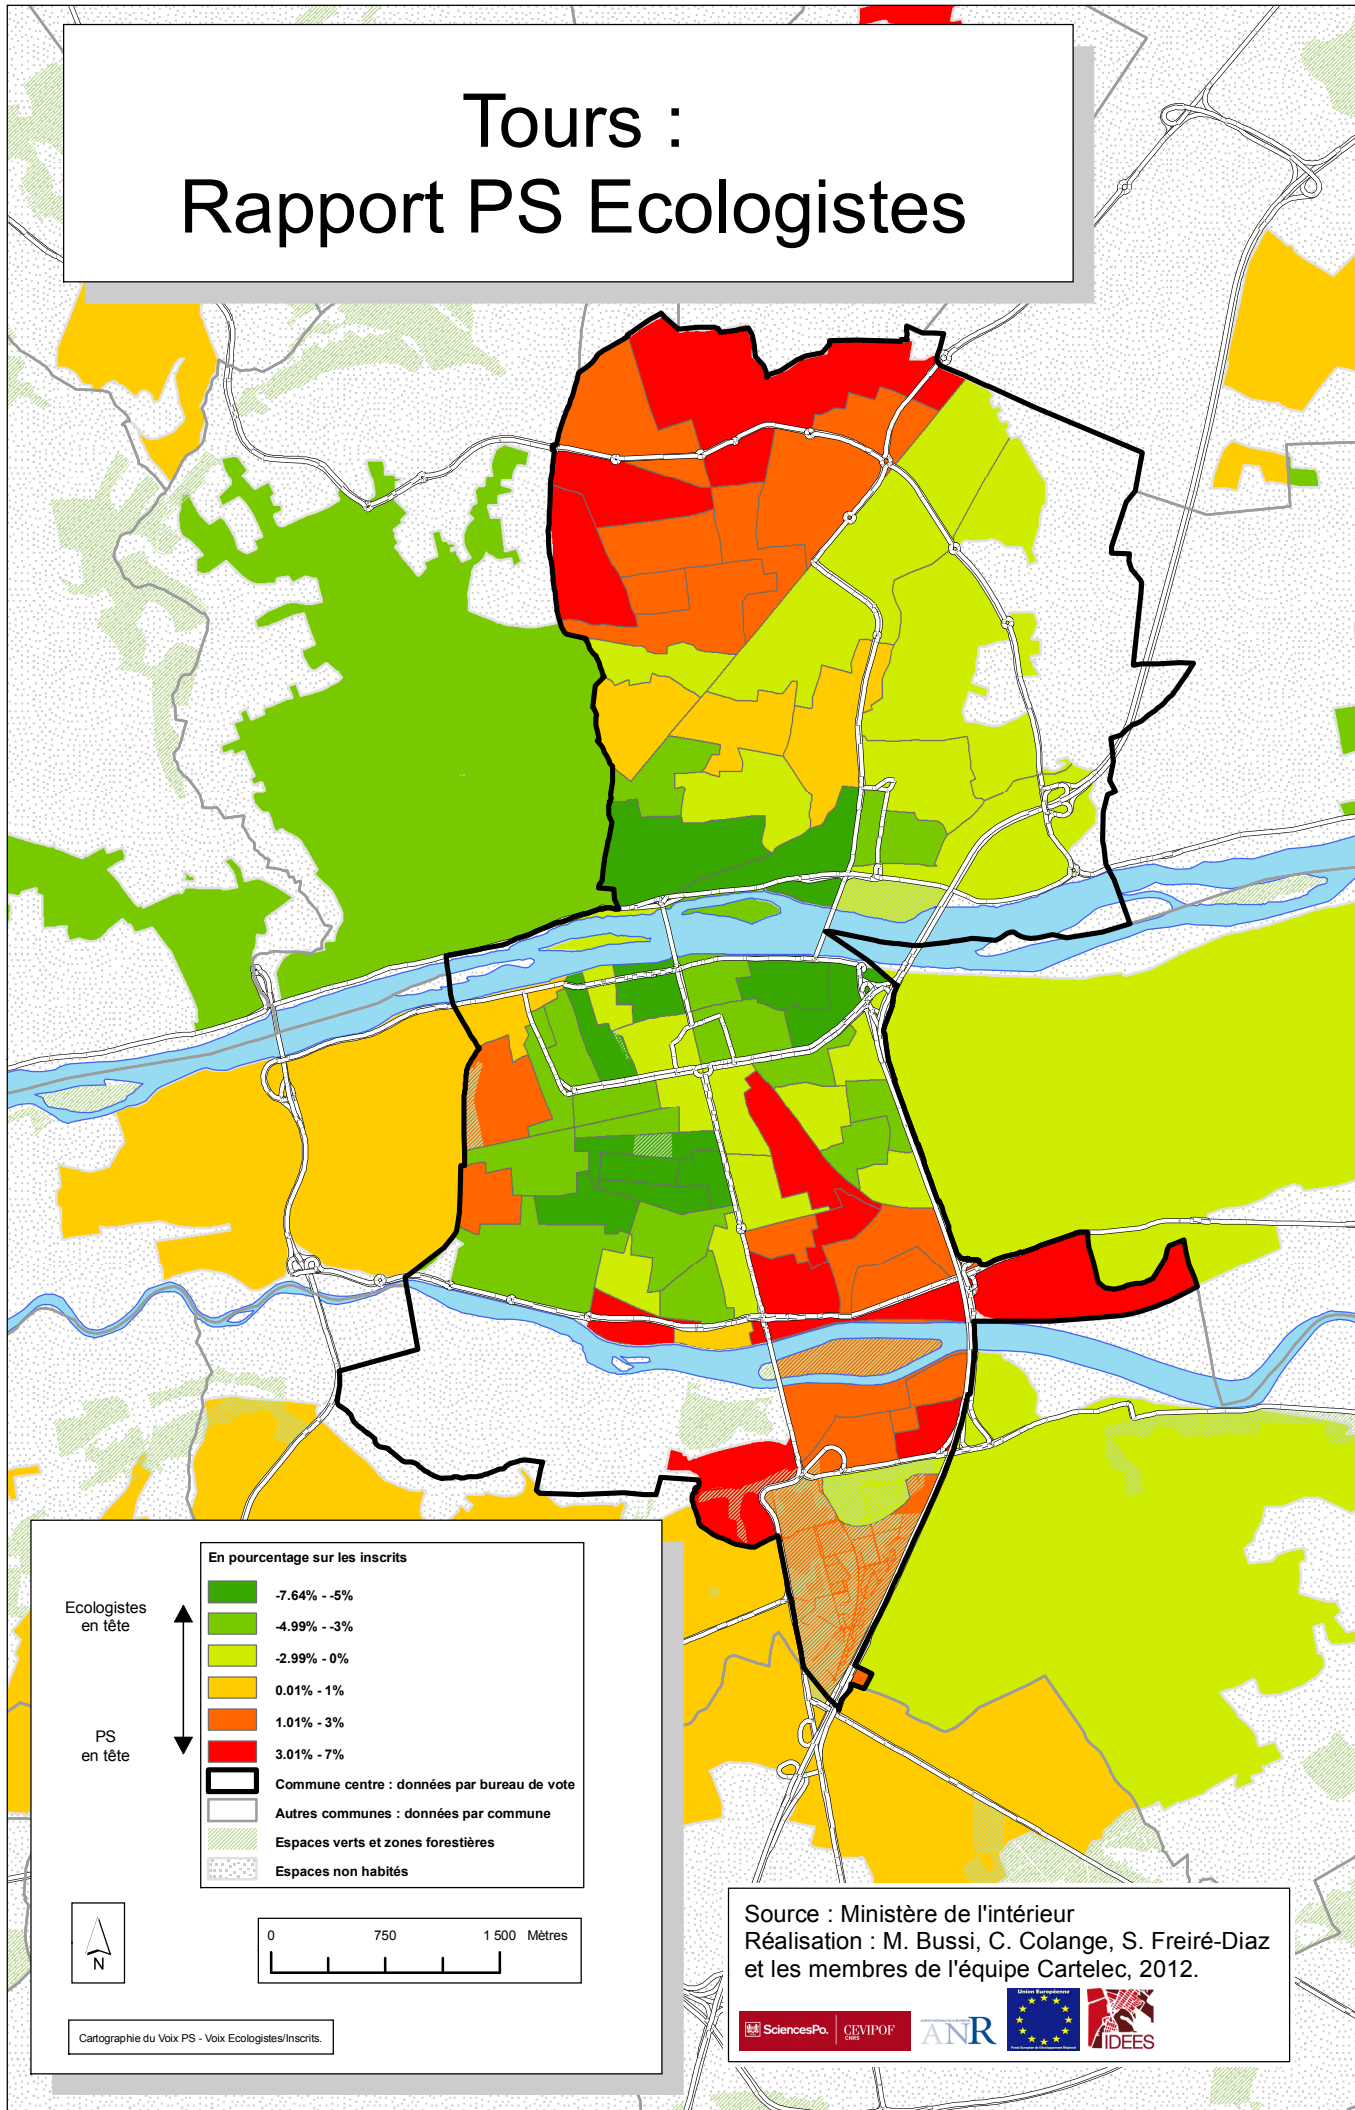 Tours :
Rapport PS Ecologistes
En pourcentage sur les inscrits
Ecologistes
en tête
PS
en tête
-7.64% - -5%
-4.99% - -3%
-2.99% - 0%
0.01% - 1%
1.01% - 3%
3.01% - 7%
Commune centre : données par bureau de vote
Autres communes : données par commune
Espaces verts et zones forestières
Espaces non habités
N
0 750 1 500 Mètres
Cartographie du Voix PS - Voix Ecologistes/Inscrits.
Source : Ministère de l'intérieur
Réalisation : M. Bussi, C. Colange, S. Freiré-Diaz
et les membres de l'équipe Cartelec, 2012.
SciencesPo.
CEVIPOF
CNRS
ANR
Union Européenne
IDEES